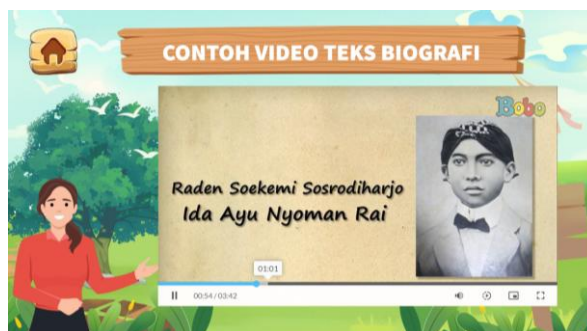 CONTOH VIDEO TEKS BIOGRAFI
Bobo
Raden Soekemi Sosrodiharjo
Ida Ayu Nyoman Rai
01:01
00:54 / 03:42